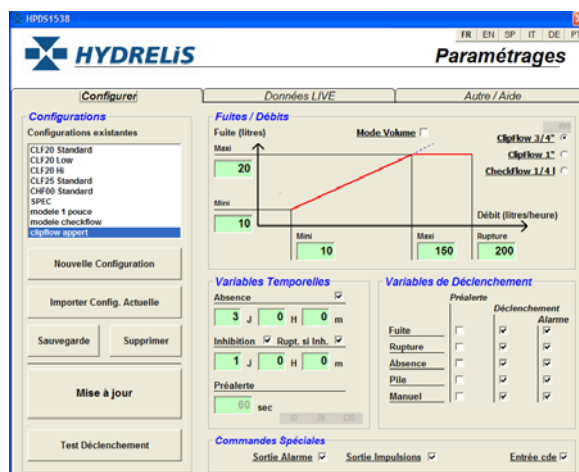 HPDS1538
FR EN SP IT DE PT
HYDRELiS
Paramétrages
Configurer
Données LIVE
Autre / Aide
Configurations
Configurations existantes
CLF20 Standard
CLF20 Low
CLF20 Hi
CLF25 Standard
CHF00 Standard
SPEC
modele 1 pouce
modele checkflow
clipflow appert
Nouvelle Configuration
Importer Config. Actuelle
Sauvegarde
Supprimer
Mise à jour
Test Déclenchement
Fuites / Débits
Fuite (litres)
Mode Volume
ClipFlow 3/4"
ClipFlow 1"
CheckFlow 1/4 l
Maxi
20
Mini
10
Débit (litres/heure)
Mini
10
Maxi
150
Rupture
200
Variables Temporelles
Absence
3 J 0 H 0 m
Inhibition
Rupt. si Inh.
1 J 0 H 0 m
Préalerte
60 sec
Variables de Déclenchement
Préalerte
Déclenchement
Alarme
Fuite
Rupture
Absence
Pile
Manuel
Commandes Spéciales
Sortie Alarme
Sortie Impulsions
Entrée cde